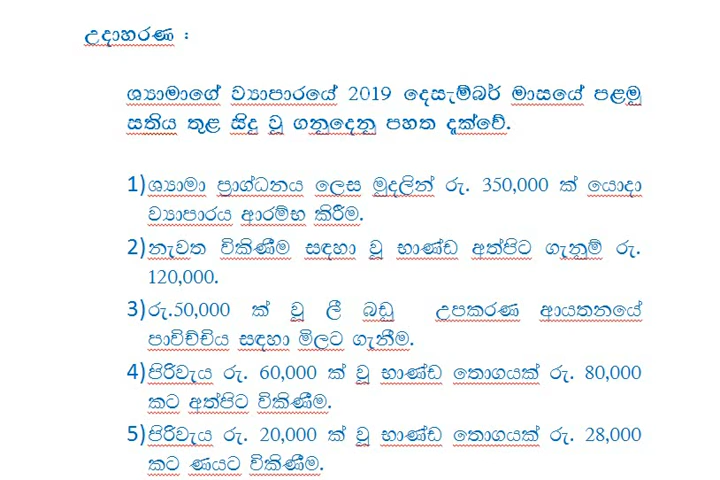 උදාහරණ :
ශ්‍යාමාගේ ව්‍යාපාරයේ 2019 දෙසැම්බර් මාසයේ පළමු
සතිය තුළ සිදු වූ ගනුදෙනු පහත දැක්වේ.
1)ශ්‍යාමා ප්‍රාග්ධනය ලෙස මුදලින් රු. 350,000 ක් යොදා
ව්‍යාපාරය ආරම්භ කිරීම.
2)නැවත විකිණීම සඳහා වූ භාණ්ඩ අත්පිට ගැනුම් රු.
120,000.
3)රු.50,000 ක් වූ ලී බඩු උපකරණ ආයතනයේ
පාවිච්චිය සඳහා මිලට ගැනීම.
4)පිරිවැය රු. 60,000 ක් වූ භාණ්ඩ තොගයක් රු. 80,000
කට අත්පිට විකිණීම.
5)පිරිවැය රු. 20,000 ක් වූ භාණ්ඩ තොගයක් රු. 28,000
කට ණයට විකිණීම.